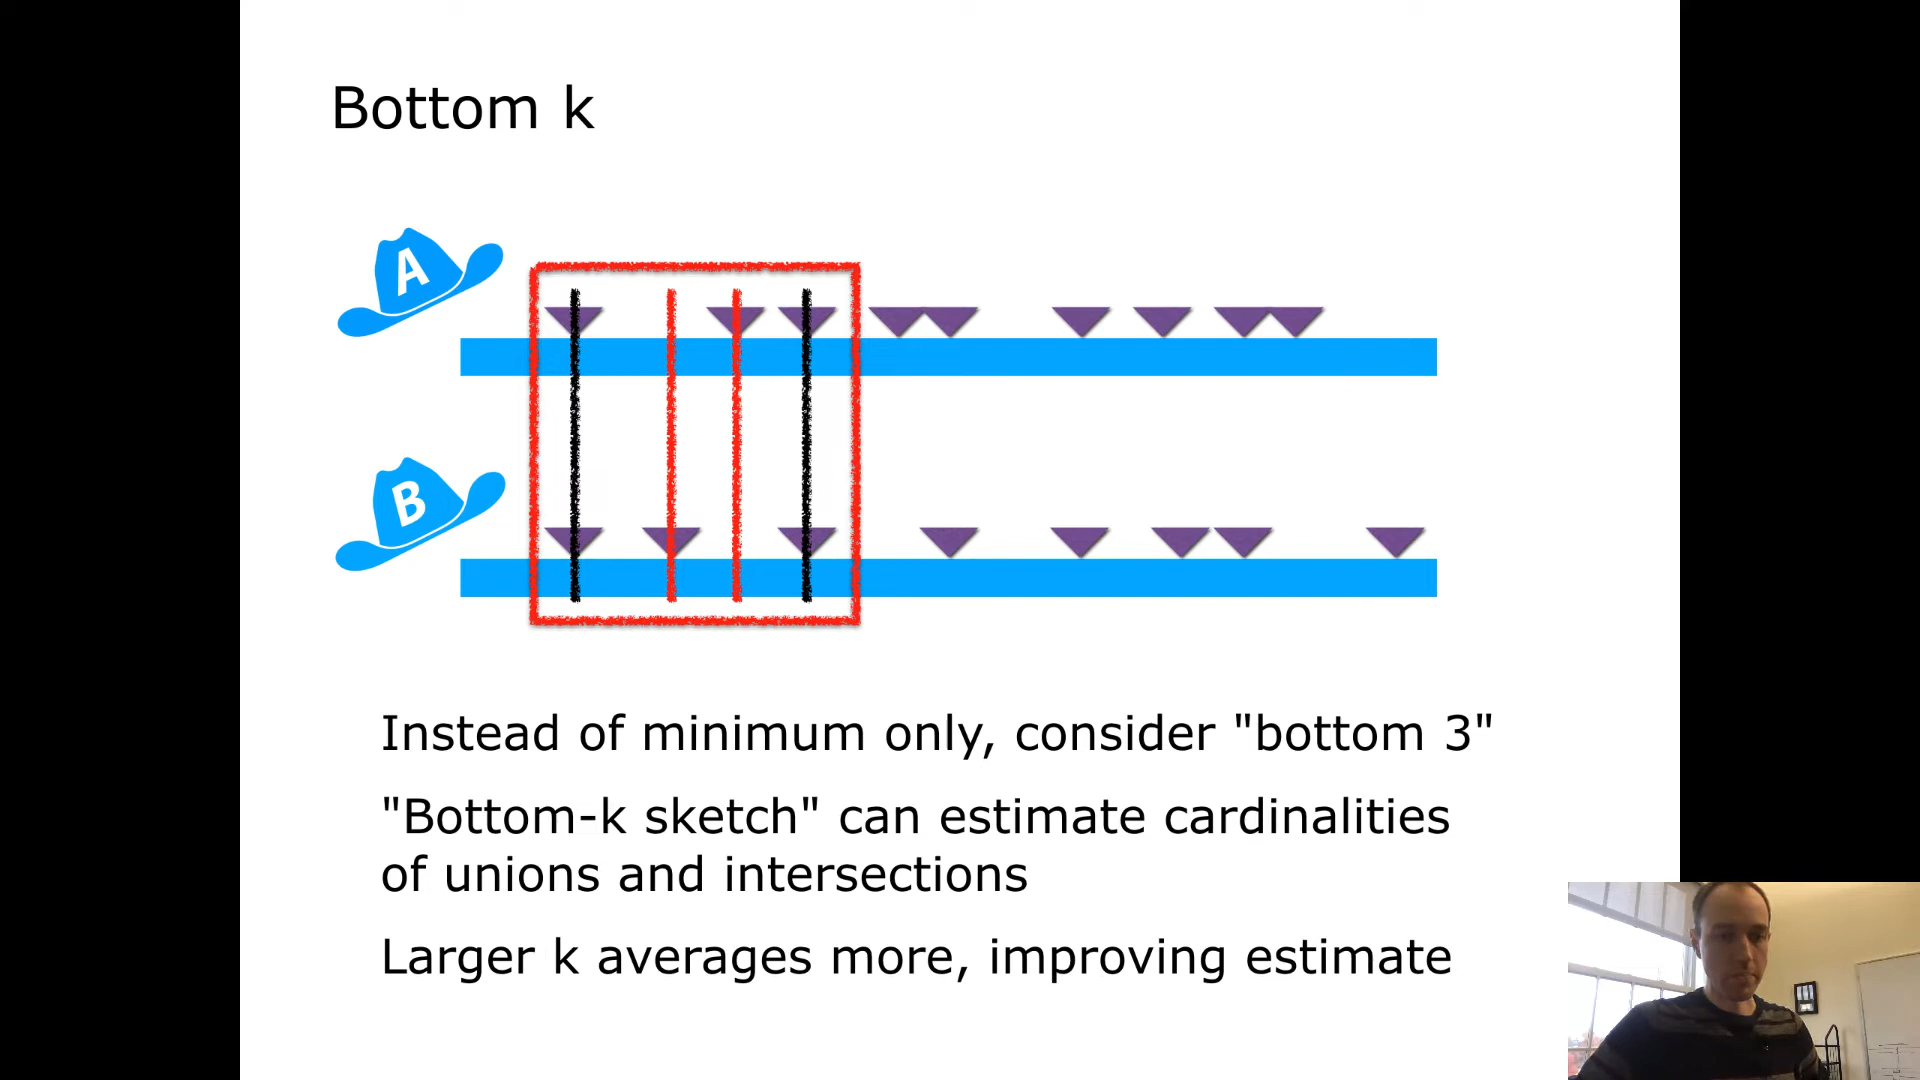 Bottom k
A
B
Instead of minimum only, consider "bottom 3"
"Bottom-k sketch" can estimate cardinalities
of unions and intersections
Larger k averages more, improving estimate